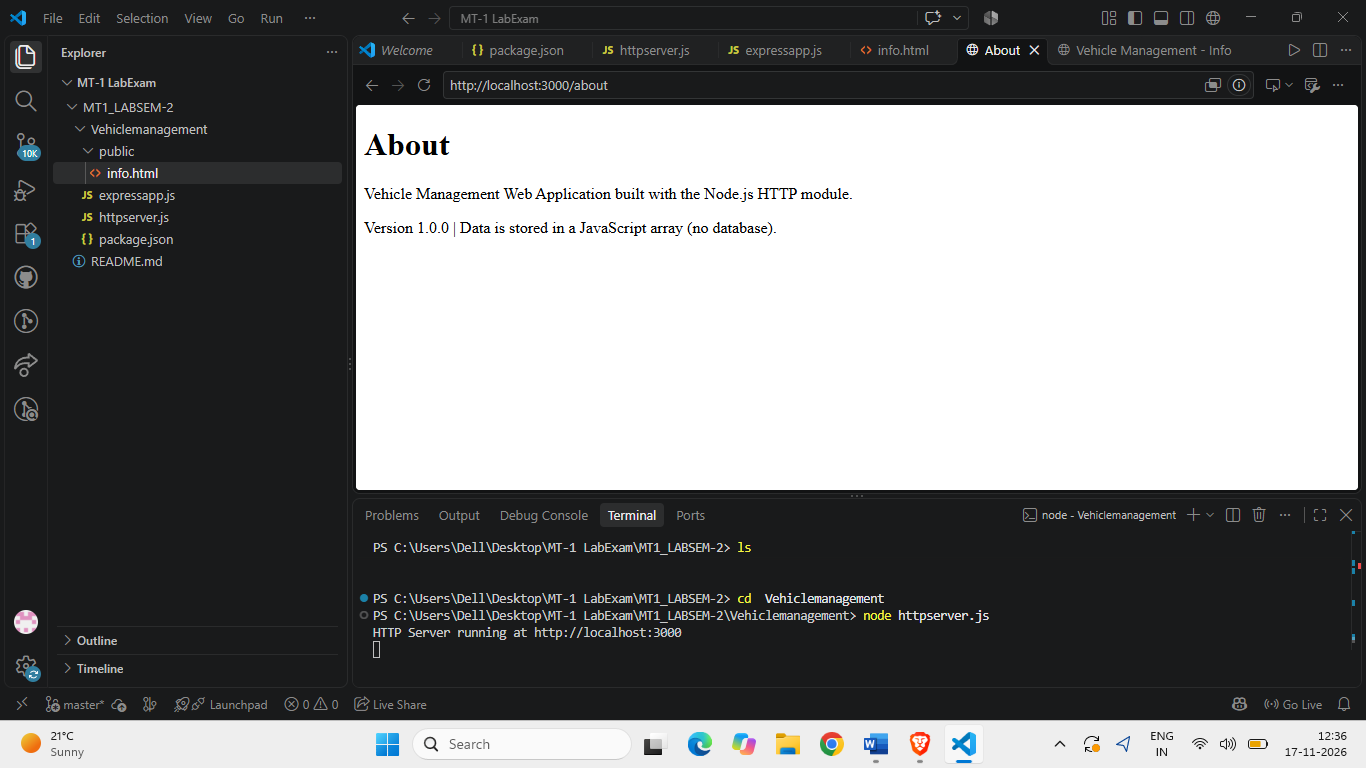 File Edit Selection View Go Run ···
MT-1 LabExam
Explorer ···
MT-1 LabExam
MT1_LABSEM-2
Vehiclemanagement
public
<> info.html
JS expressapp.js
JS httpserver.js
{} package.json
README.md
10K
1
Outline
Timeline
Welcome {} package.json JS httpserver.js JS expressapp.js <> info.html About Vehicle Management - Info
http://localhost:3000/about
About
Vehicle Management Web Application built with the Node.js HTTP module.
Version 1.0.0 | Data is stored in a JavaScript array (no database).
Problems Output Debug Console Terminal Ports
node - Vehiclemanagement
PS C:\Users\Dell\Desktop\MT-1 LabExam\MT1_LABSEM-2> ls
PS C:\Users\Dell\Desktop\MT-1 LabExam\MT1_LABSEM-2> cd  Vehiclemanagement
PS C:\Users\Dell\Desktop\MT-1 LabExam\MT1_LABSEM-2\Vehiclemanagement> node httpserver.js
HTTP Server running at http://localhost:3000
master* Launchpad 0 0 Live Share
Go Live
21°C
Sunny
Search
ENG
IN
12:36
17-11-2026